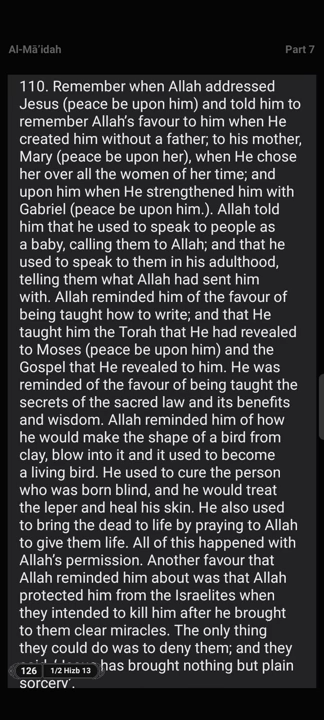 Al-Mā'idah
Part 7
110. Remember when Allah addressed
Jesus (peace be upon him) and told him to
remember Allah's favour to him when He
created him without a father; to his mother,
Mary (peace be upon her), when He chose
her over all the women of her time; and
upon him when He strengthened him with
Gabriel (peace be upon him.). Allah told
him that he used to speak to people as
a baby, calling them to Allah; and that he
used to speak to them in his adulthood,
telling them what Allah had sent him
with. Allah reminded him of the favour of
being taught how to write; and that He
taught him the Torah that He had revealed
to Moses (peace be upon him) and the
Gospel that He revealed to him. He was
reminded of the favour of being taught the
secrets of the sacred law and its benefits
and wisdom. Allah reminded him of how
he would make the shape of a bird from
clay, blow into it and it used to become
a living bird. He used to cure the person
who was born blind, and he would treat
the leper and heal his skin. He also used
to bring the dead to life by praying to Allah
to give them life. All of this happened with
Allah's permission. Another favour that
Allah reminded him about was that Allah
protected him from the Israelites when
they intended to kill him after he brought
to them clear miracles. The only thing
they could do was to deny them; and they
has brought nothing but plain
126 1/2 Hizb 13
sorcery'.